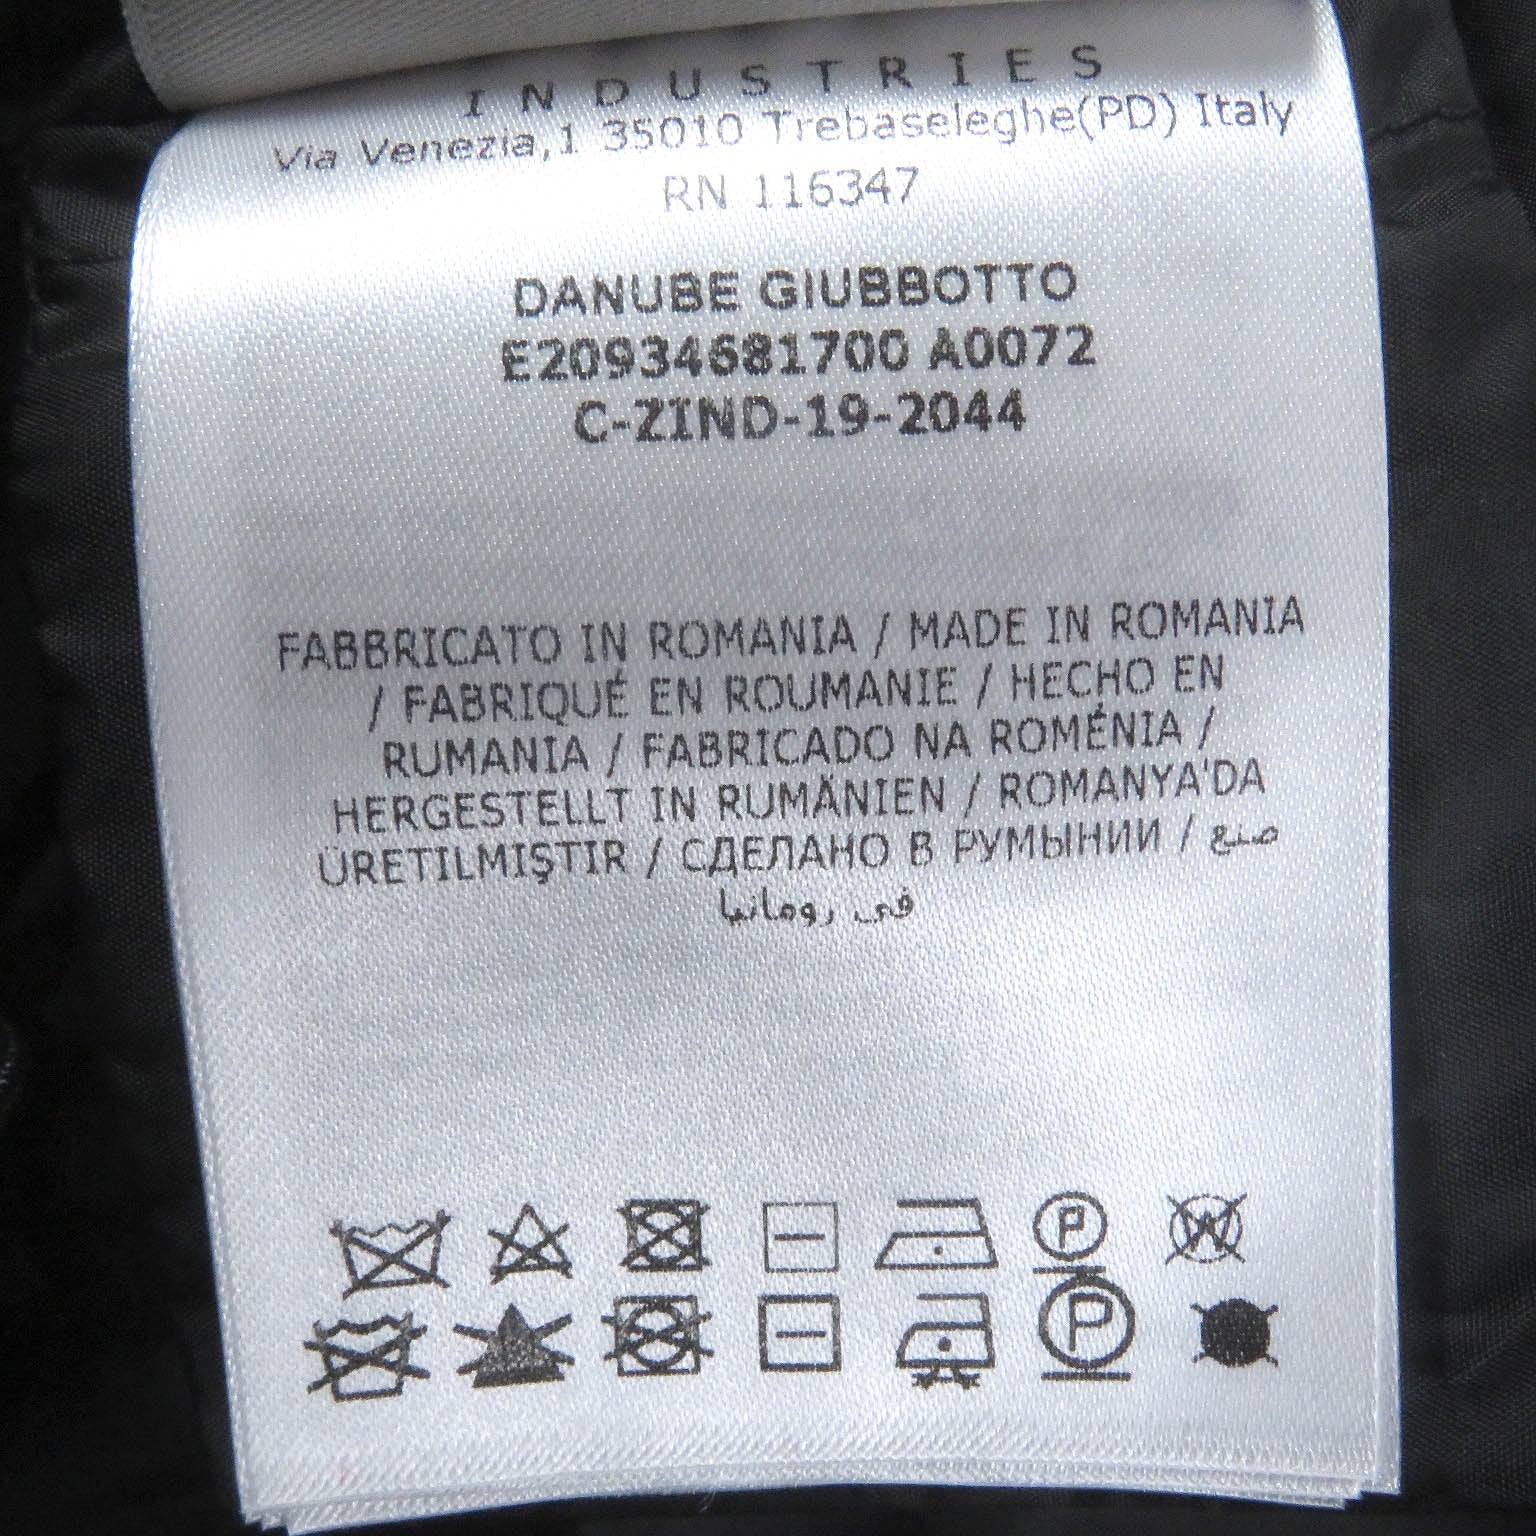 INDUSTRIES
Via Venezia,1 35010 Trebaseleghe(PD) Italy
RN 116347
DANUBE GIUBBOTTO
E20934681700 A0072
C-ZIND-19-2044
FABBRICATO IN ROMANIA / MADE IN ROMANIA
/ FABRIQUÉ EN ROUMANIE / HECHO EN
RUMANIA / FABRICADO NA ROMÉNIA /
HERGESTELLT IN RUMÄNIEN / ROMANYA'DA
ÜRETILMIŞTIR / СДЕЛАНО В РУМЫНИИ / صنع
في رومانيا
P W
P